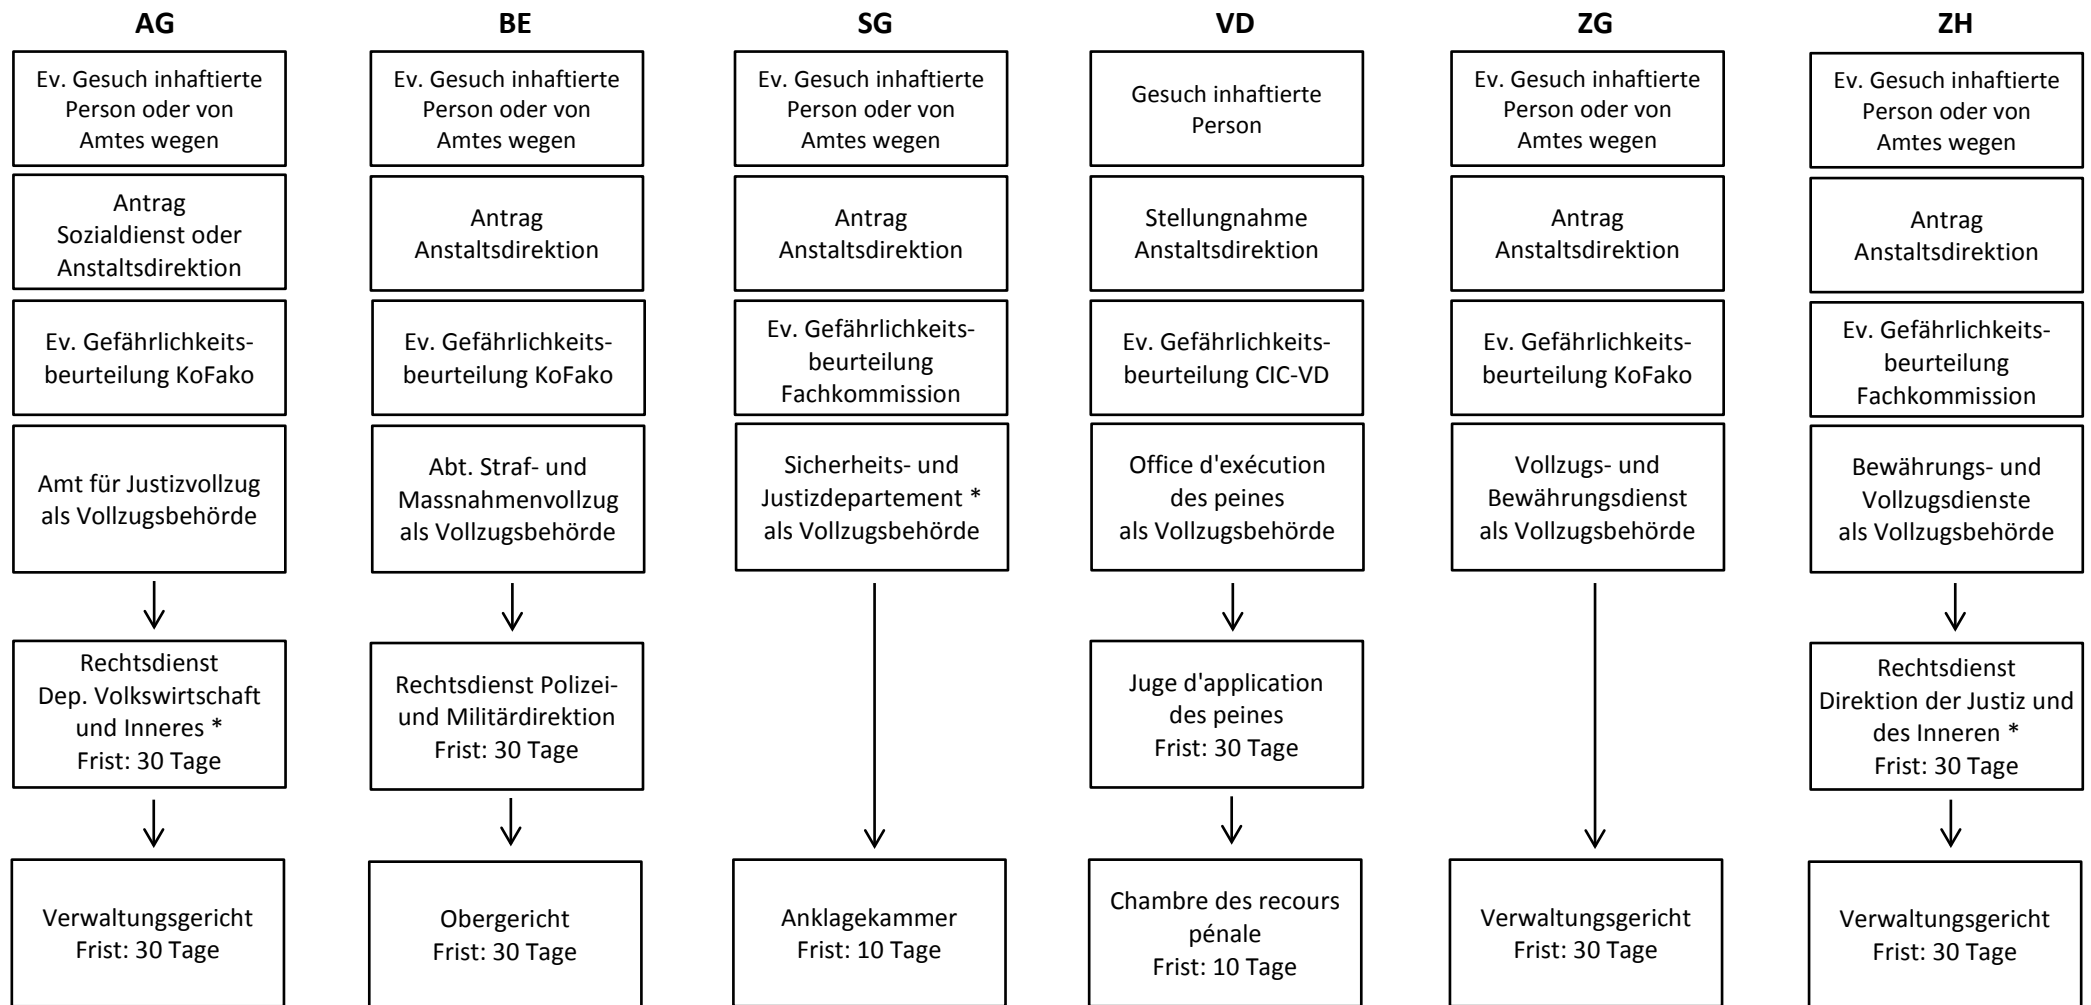 AG
Ev. Gesuch inhaftierte
Person oder von
Amtes wegen
Antrag
Sozialdienst oder
Anstaltsdirektion
Ev. Gefährlichkeits-
beurteilung KoFako
Amt für Justizvollzug
als Vollzugsbehörde
Rechtsdienst
Dep. Volkswirtschaft
und Inneres *
Frist: 30 Tage
Verwaltungsgericht
Frist: 30 Tage
BE
Ev. Gesuch inhaftierte
Person oder von
Amtes wegen
Antrag
Anstaltsdirektion
Ev. Gefährlichkeits-
beurteilung KoFako
Abt. Straf- und
Massnahmenvollzug
als Vollzugsbehörde
Rechtsdienst Polizei-
und Militärdirektion
Frist: 30 Tage
Obergericht
Frist: 30 Tage
SG
Ev. Gesuch inhaftierte
Person oder von
Amtes wegen
Antrag
Anstaltsdirektion
Ev. Gefährlichkeits-
beurteilung
Fachkommission
Sicherheits- und
Justizdepartement *
als Vollzugsbehörde
Anklagekammer
Frist: 10 Tage
VD
Gesuch inhaftierte
Person
Stellungnahme
Anstaltsdirektion
Ev. Gefährlichkeits-
beurteilung CIC-VD
Office d'exécution
des peines
als Vollzugsbehörde
Juge d'application
des peines
Frist: 30 Tage
Chambre des recours
pénale
Frist: 10 Tage
ZG
Ev. Gesuch inhaftierte
Person oder von
Amtes wegen
Antrag
Anstaltsdirektion
Ev. Gefährlichkeits-
beurteilung KoFako
Vollzugs- und
Bewährungsdienst
als Vollzugsbehörde
Verwaltungsgericht
Frist: 30 Tage
ZH
Ev. Gesuch inhaftierte
Person oder von
Amtes wegen
Antrag
Anstaltsdirektion
Ev. Gefährlichkeits-
beurteilung
Fachkommission
Bewährungs- und
Vollzugsdienste
als Vollzugsbehörde
Rechtsdienst
Direktion der Justiz und
des Inneren *
Frist: 30 Tage
Verwaltungsgericht
Frist: 30 Tage